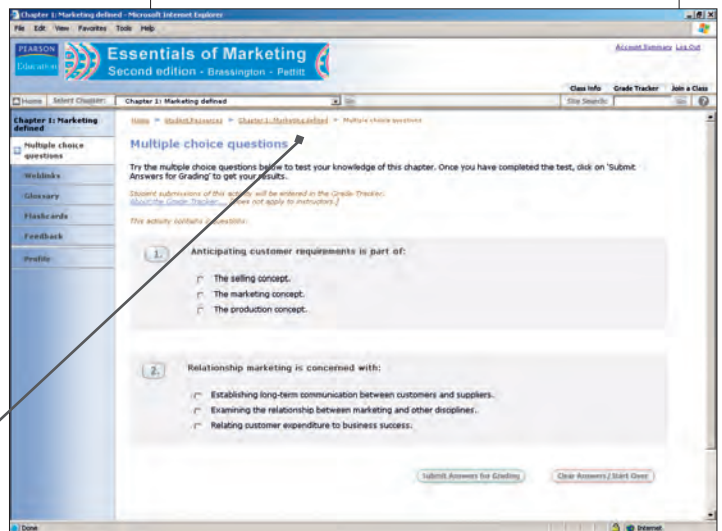 Chapter 1: Marketing defined - Microsoft Internet Explorer
File Edit View Favorites Tools Help
PEARSON
Education
Essentials of Marketing
Second edition - Brassington - Pettitt
Account Summary Log Out
Class Info Grade Tracker Join a Class
Home Select Chapter: Chapter 1: Marketing defined Go Site Search: Go ?
Chapter 1: Marketing defined
Multiple choice questions
Weblinks
Glossary
Flashcards
Feedback
Profile
Home > Student Resources > Chapter 1: Marketing defined > Multiple choice questions
Multiple choice questions
Try the multiple choice questions below to test your knowledge of this chapter. Once you have completed the test, click on 'Submit
Answers for Grading' to get your results.
Student submissions of this activity will be entered in the Grade Tracker.
About the Grade Tracker... does not apply to instructors.]
This activity contains questions.
1. Anticipating customer requirements is part of:
The selling concept.
The marketing concept.
The production concept.
2. Relationship marketing is concerned with:
Establishing long-term communication between customers and suppliers.
Examining the relationship between marketing and other disciplines.
Relating customer expenditure to business success.
Submit Answers for Grading Clear Answers / Start Over
Done Internet